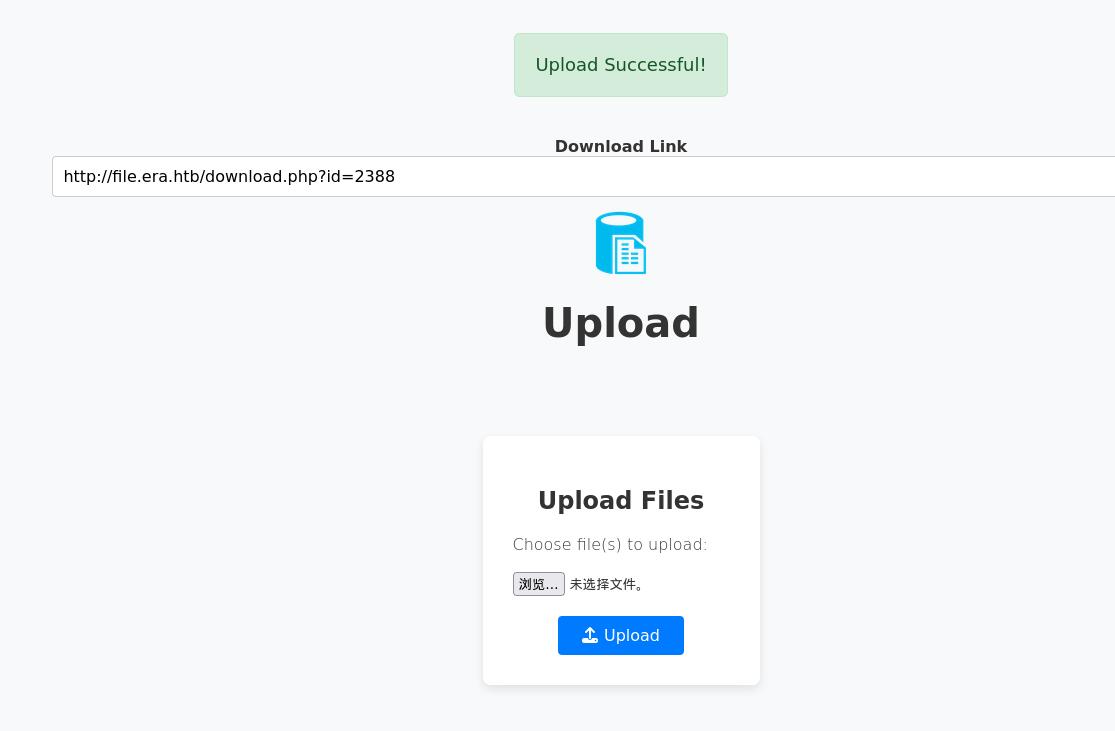 Upload Successful!
Download Link
http://file.era.htb/download.php?id=2388
Upload
Upload Files
Choose file(s) to upload:
浏览… 未选择文件。
Upload